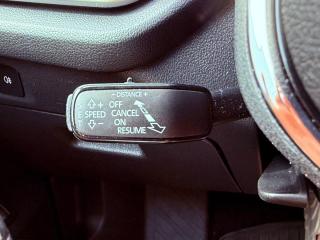 - DISTANCE +
+ OFF
SPEED CANCEL
- ON
RESUME